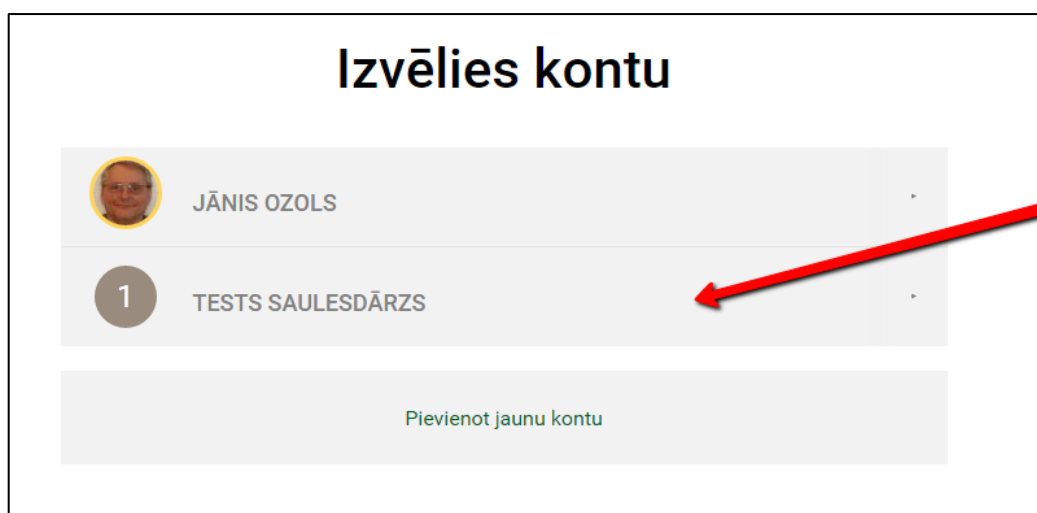 Izvēlies kontu
JĀNIS OZOLS
1
TESTS SAULESDĀRZS
Pievienot jaunu kontu